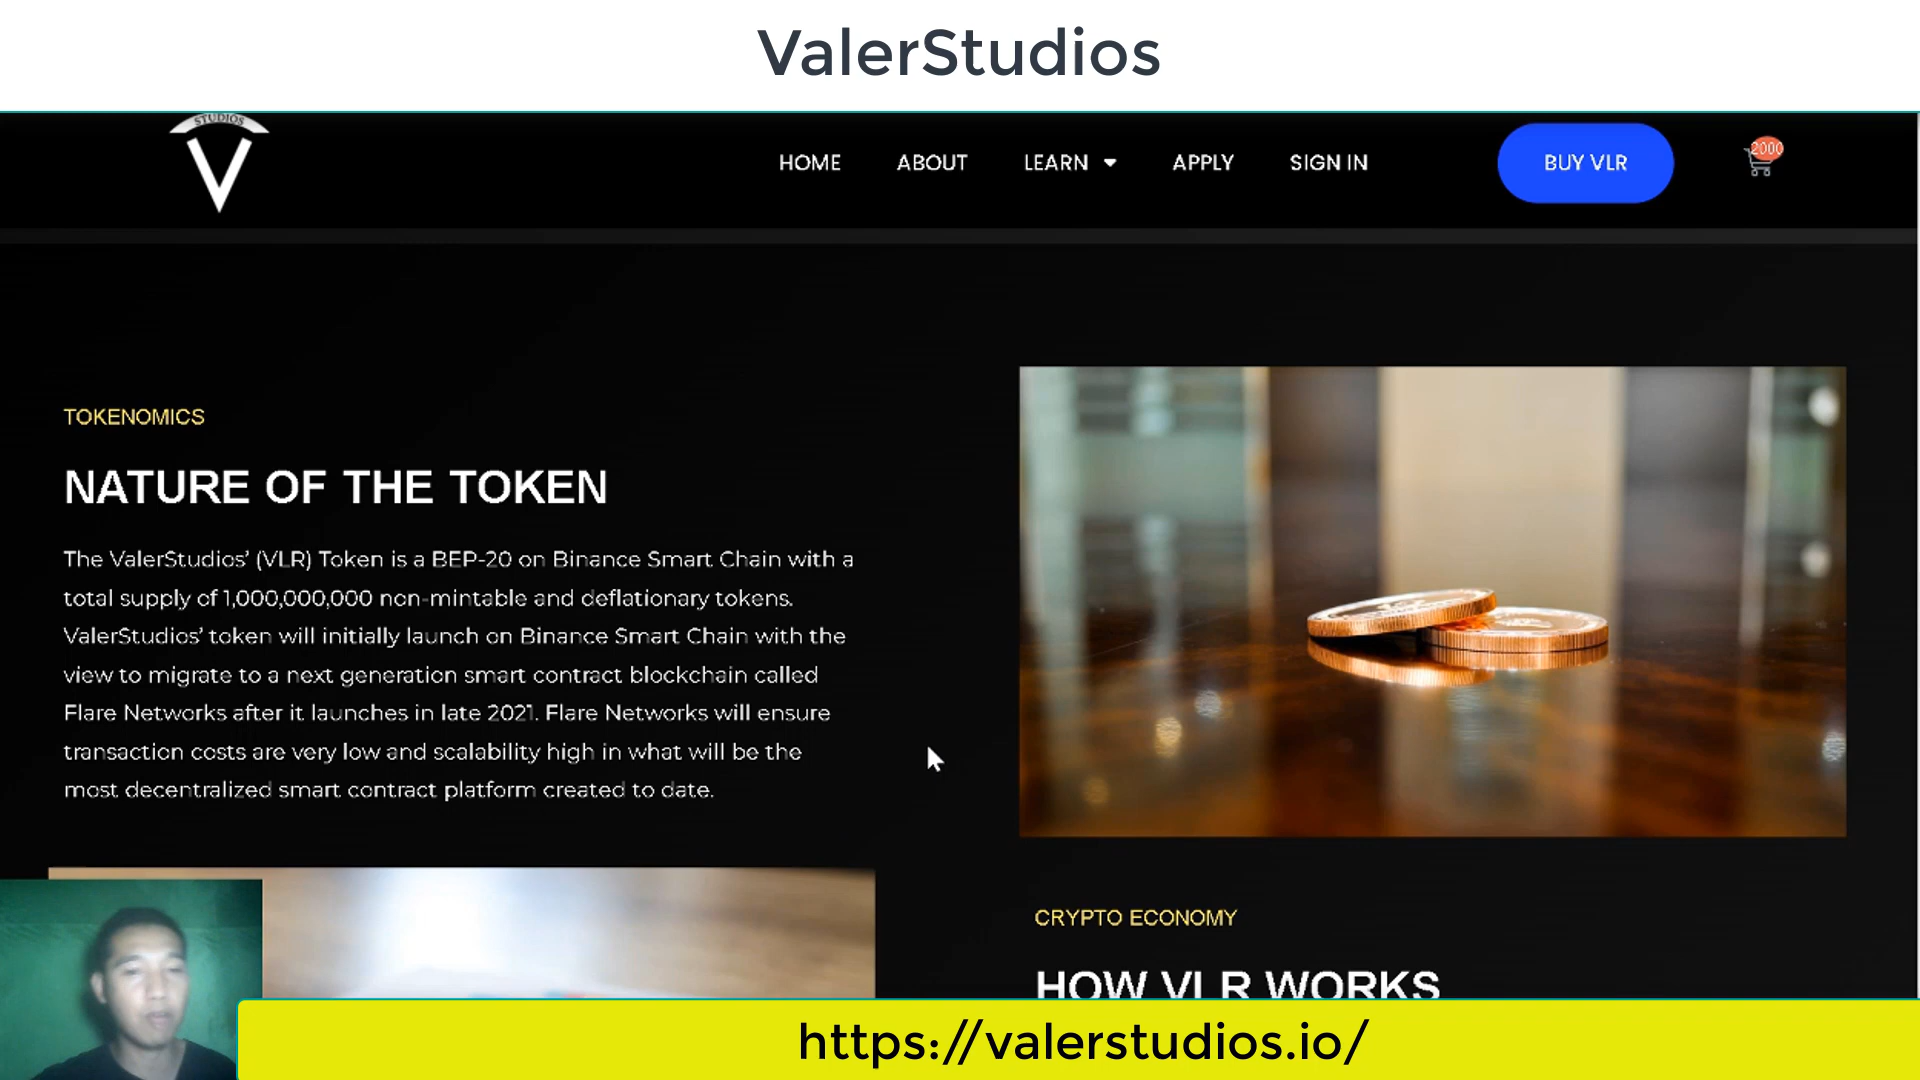 ValerStudios
STUDIOS
V
HOME
ABOUT
LEARN
APPLY
SIGN IN
BUY VLR
2000
TOKENOMICS
NATURE OF THE TOKEN
The ValerStudios’ (VLR) Token is a BEP-20 on Binance Smart Chain with a
total supply of 1,000,000,000 non-mintable and deflationary tokens.
ValerStudios’ token will initially launch on Binance Smart Chain with the
view to migrate to a next generation smart contract blockchain called
Flare Networks after it launches in late 2021. Flare Networks will ensure
transaction costs are very low and scalability high in what will be the
most decentralized smart contract platform created to date.
CRYPTO ECONOMY
HOW VLR WORKS
https://valerstudios.io/